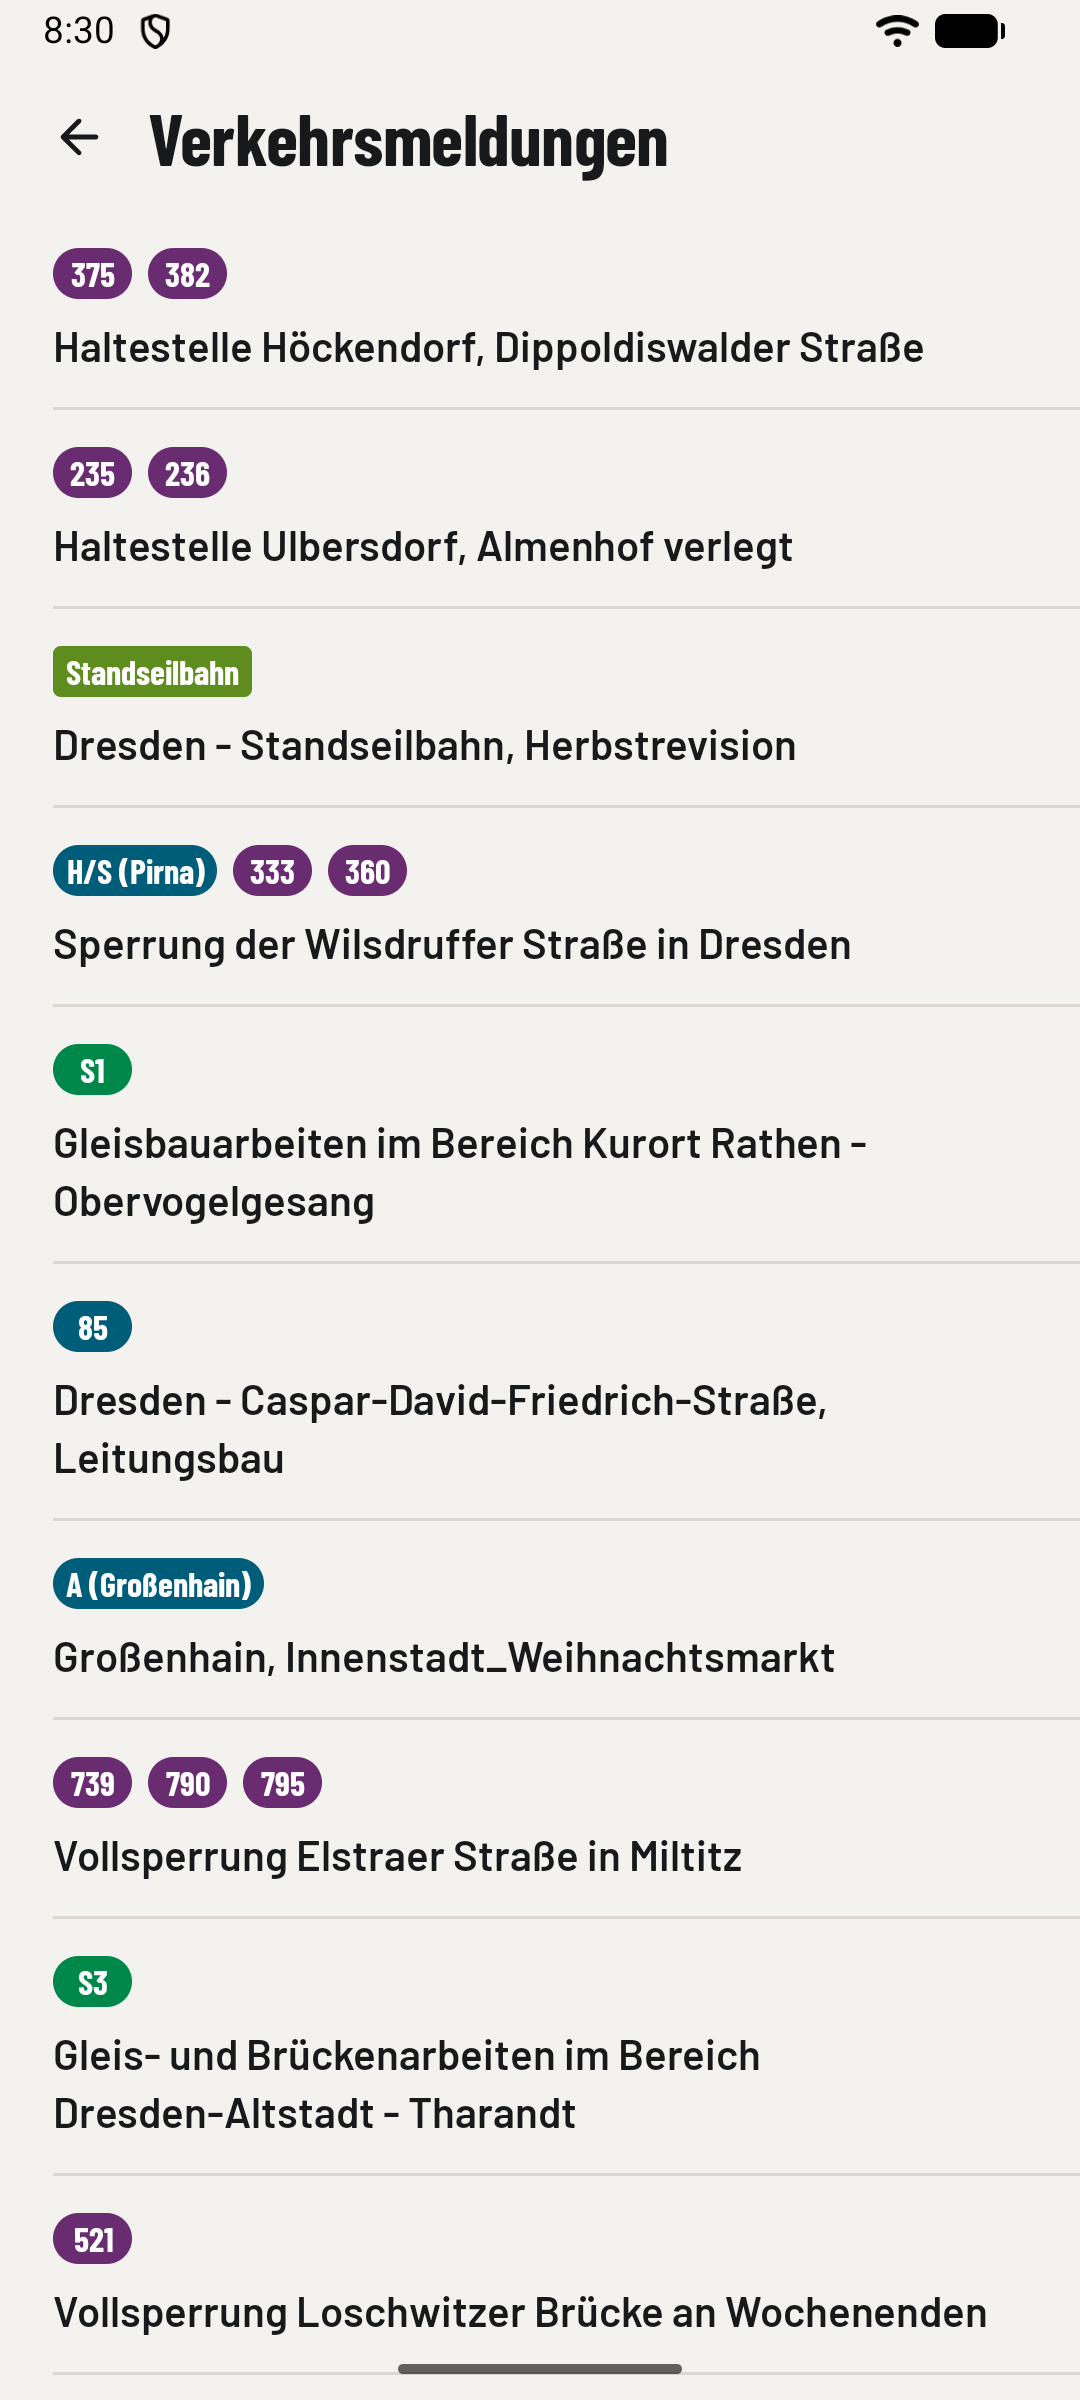 8:30
Verkehrsmeldungen
375 382
Haltestelle Höckendorf, Dippoldiswalder Straße
235 236
Haltestelle Ulbersdorf, Almenhof verlegt
Standseilbahn
Dresden - Standseilbahn, Herbstrevision
H/S (Pirna) 333 360
Sperrung der Wilsdruffer Straße in Dresden
S1
Gleisbauarbeiten im Bereich Kurort Rathen -
Obervogelgesang
85
Dresden - Caspar-David-Friedrich-Straße,
Leitungsbau
A (Großenhain)
Großenhain, Innenstadt_Weihnachtsmarkt
739 790 795
Vollsperrung Elstraer Straße in Miltitz
S3
Gleis- und Brückenarbeiten im Bereich
Dresden-Altstadt - Tharandt
521
Vollsperrung Loschwitzer Brücke an Wochenenden